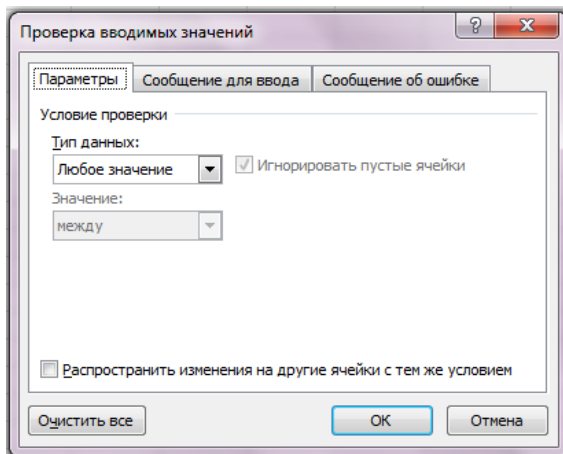 Проверка вводимых значений
Параметры Сообщение для ввода Сообщение об ошибке
Условие проверки
Тип данных:
Любое значение Игнорировать пустые ячейки
Значение:
между
Распространить изменения на другие ячейки с тем же условием
Очистить все ОК Отмена